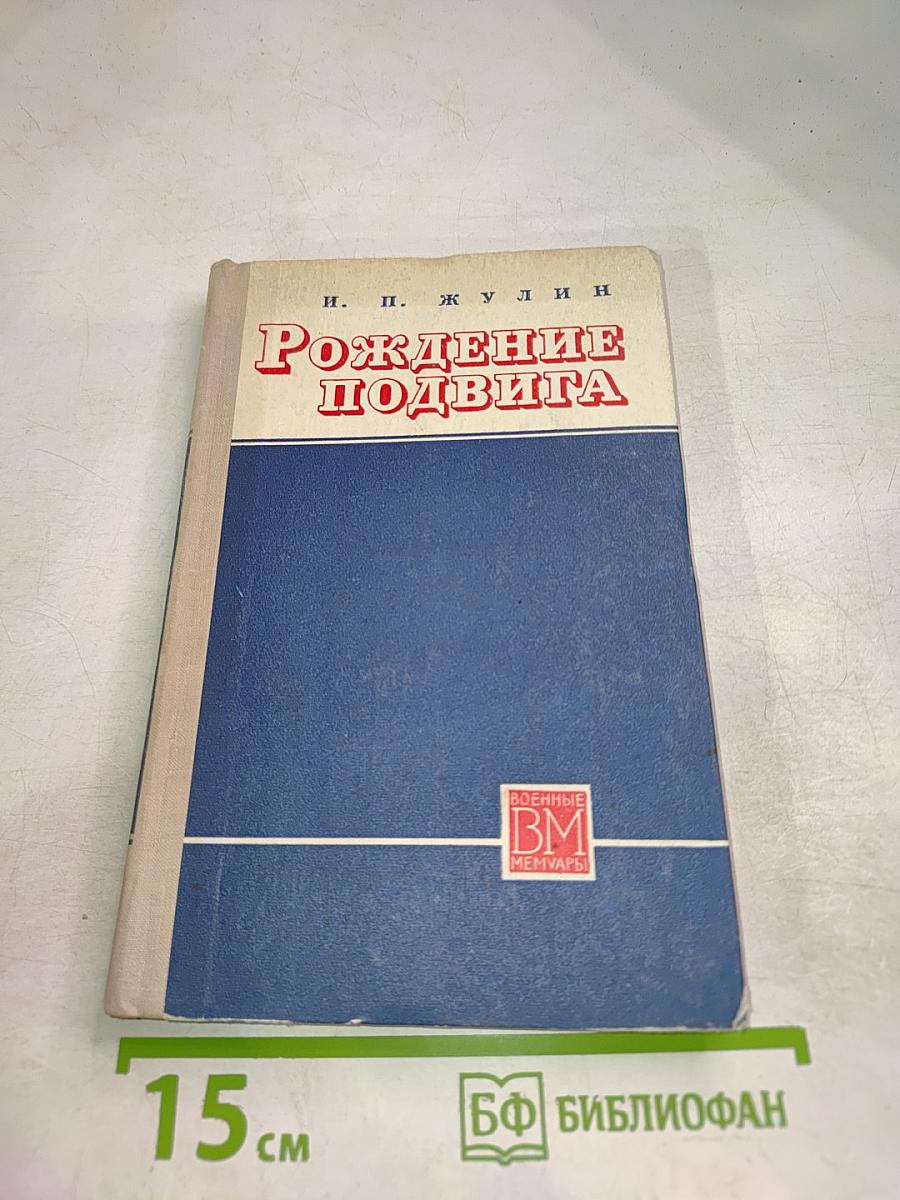 И. П. ЖУЛИН
РОЖДЕНИЕ
ПОДВИГА
ВОЕННЫЕ
ВМ
МЕМУАРЫ
15 см
БФ БИБЛИОФАН